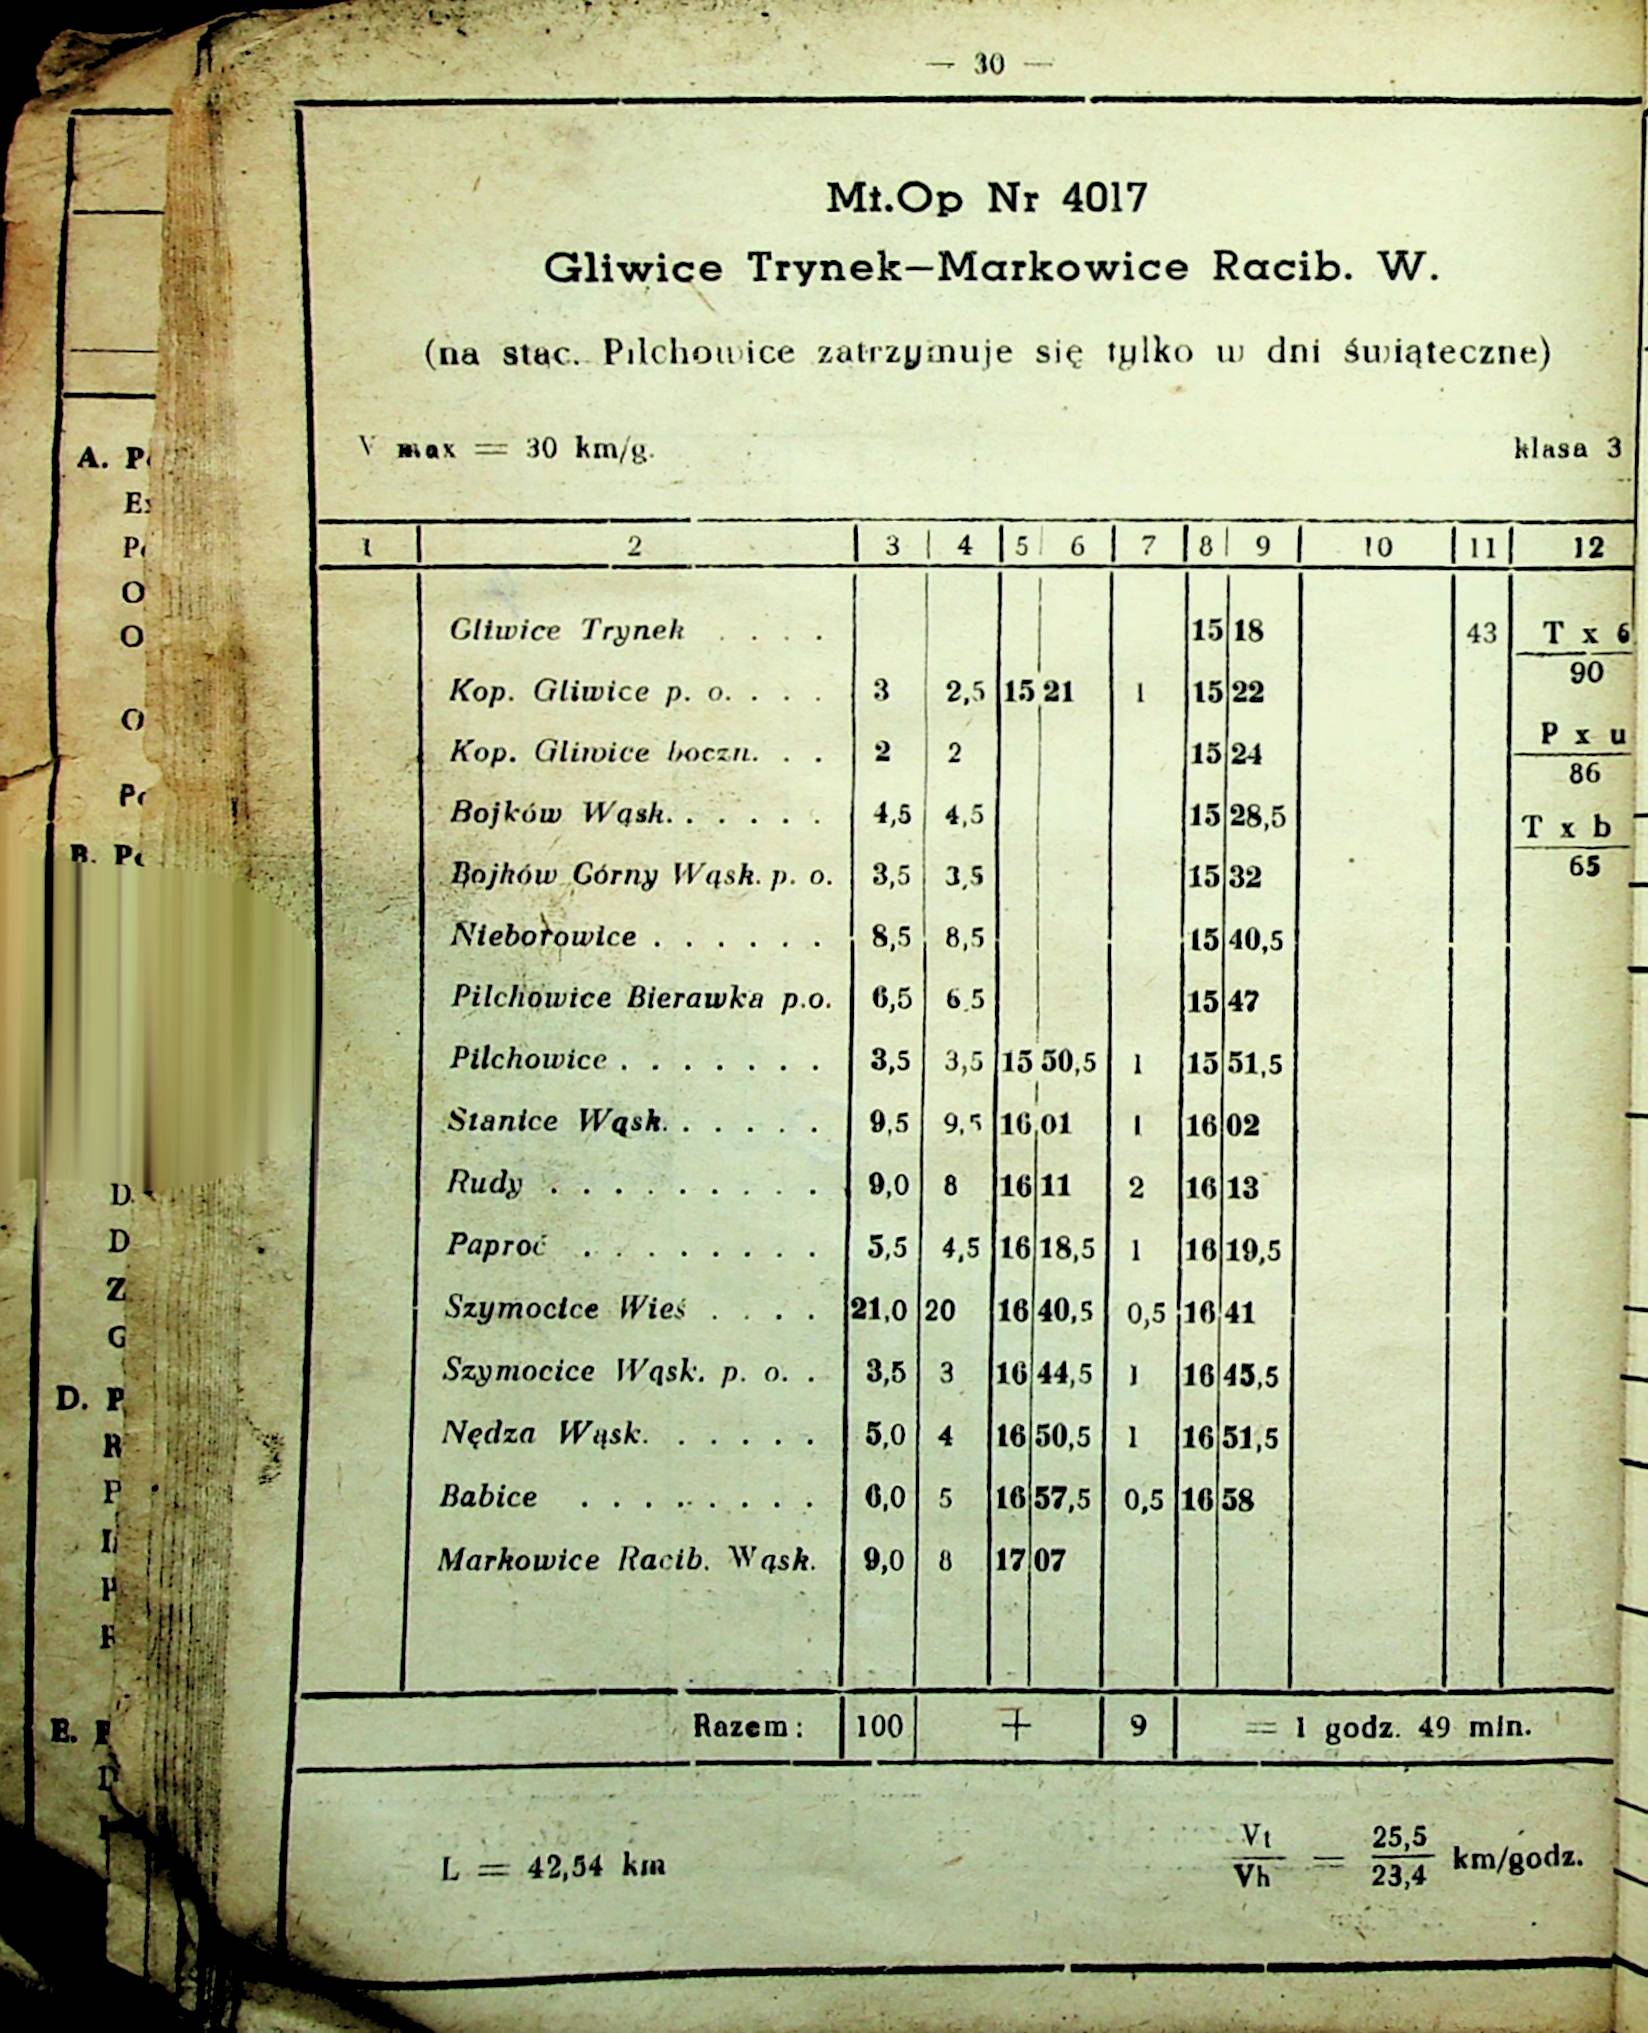 — 30 —
Mt.Op Nr 4017
Gliwice Trynek—Markowice Racib. W.
(na stac. Pilchowice zatrzymuje się tylko w dni świąteczne)
V max = 30 km/g. klasa 3
1 2 3 4 5 6 7 8 9 10 11 12
Gliwice Trynek . . . . 15 18 43 T x 6
90
Kop. Gliwice p. o. . . . 3 2,5 15 21 1 15 22
P x u
Kop. Gliwice boczn. . . 2 2 15 24
86
Bojków Wąsk. . . . . . 4,5 4,5 15 28,5
T x b
65
Bojków Górny Wąsk. p. o. 3,5 3,5 15 32
Nieborowice . . . . . . 8,5 8,5 15 40,5
Pilchowice Bierawka p.o. 6,5 6,5 15 47
Pilchowice . . . . . . . 3,5 3,5 15 50,5 1 15 51,5
Stanice Wąsk. . . . . . 9,5 9,5 16 01 1 16 02
Rudy . . . . . . . . . 9,0 8 16 11 2 16 13
Paproć . . . . . . . . 5,5 4,5 16 18,5 1 16 19,5
Szymocice Wieś . . . . 21,0 20 16 40,5 0,5 16 41
Szymocice Wąsk. p. o. . 3,5 3 16 44,5 1 16 45,5
Nędza Wąsk. . . . . . 5,0 4 16 50,5 1 16 51,5
Babice . . . . . . . . 6,0 5 16 57,5 0,5 16 58
Markowice Racib. Wąsk. 9,0 8 17 07
Razem: 100 + 9 = 1 godz. 49 min.
L = 42,54 km
Vt / Vh = 25,5 / 23,4 km/godz.
A.
O
O
O
B.
D.
D
Z
G
D.
E.